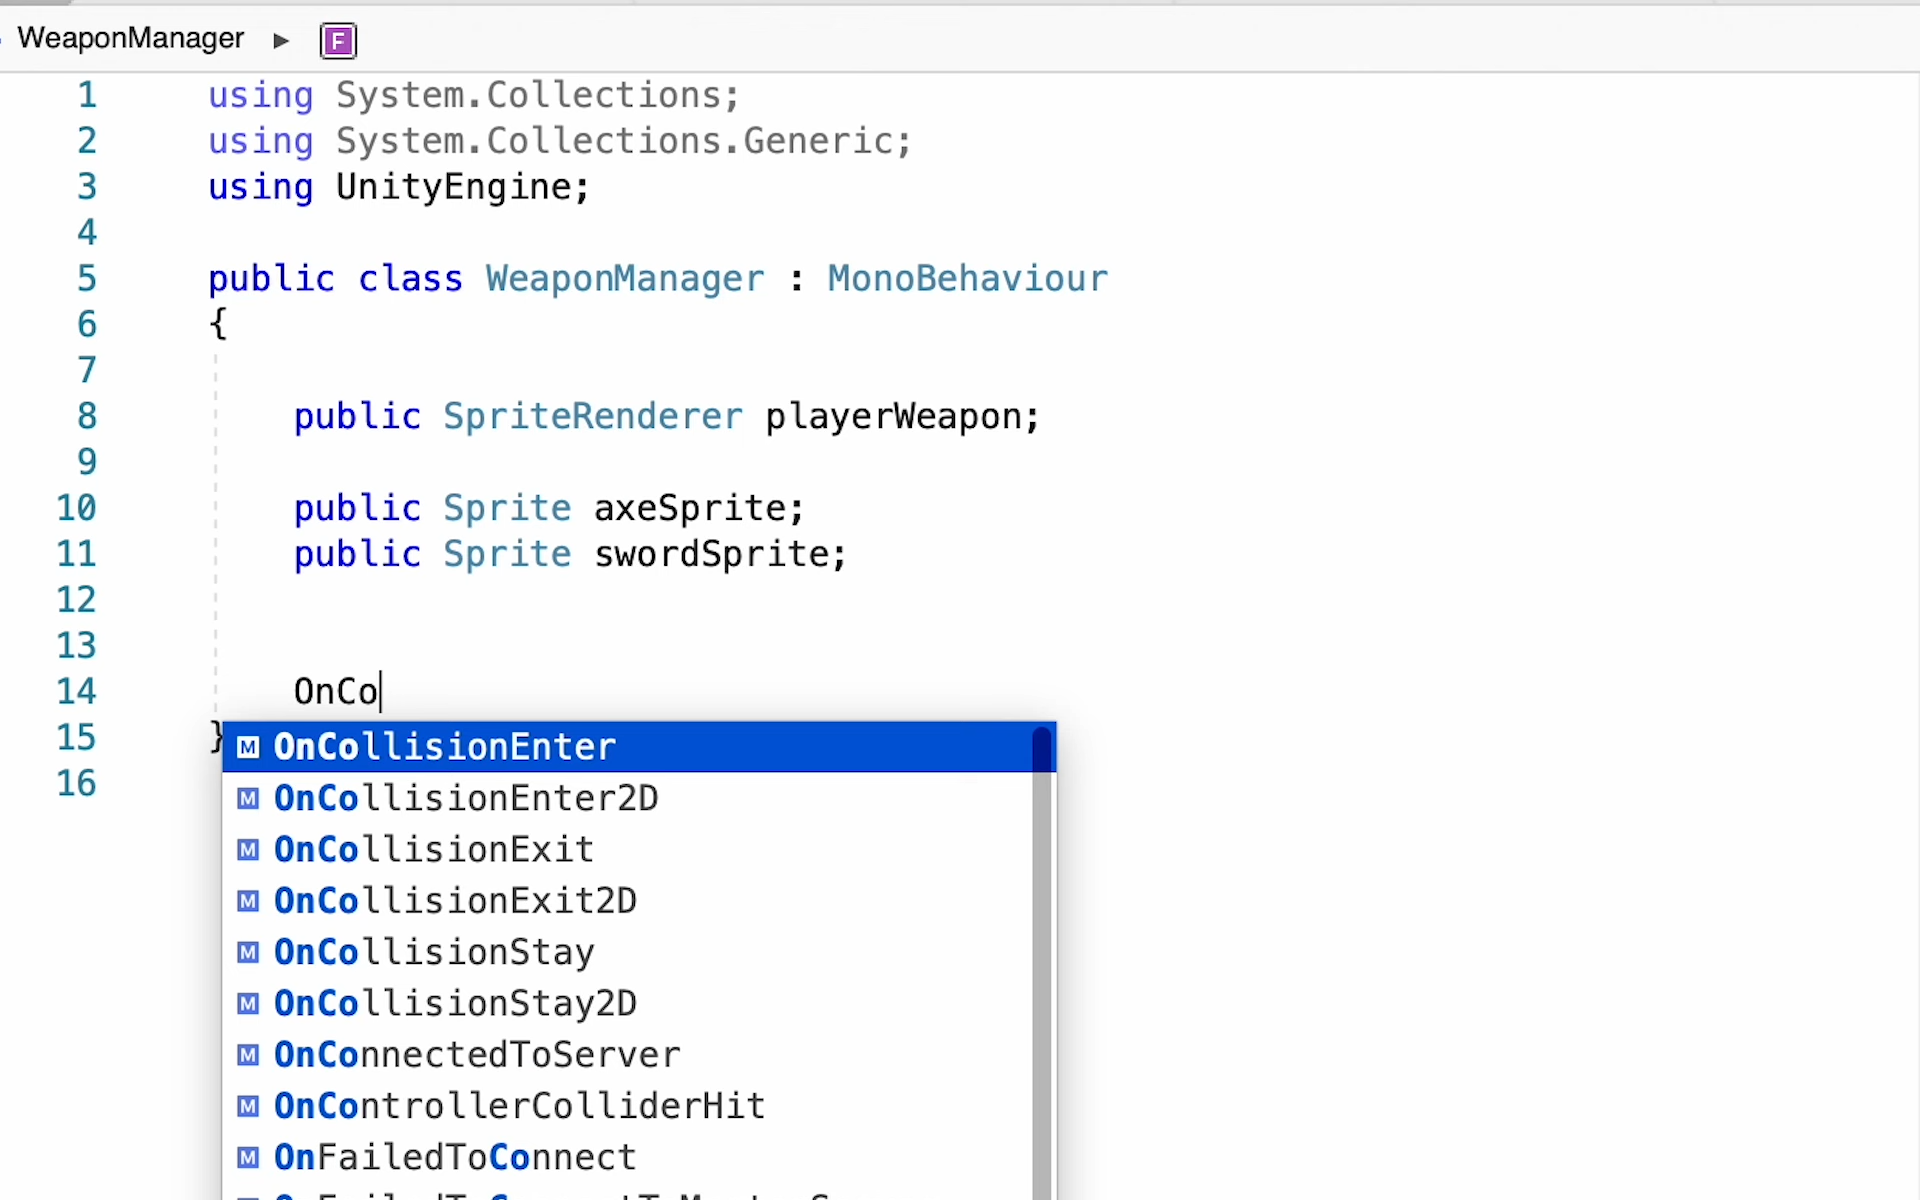 WeaponManager ▶ F
1 using System.Collections;
2 using System.Collections.Generic;
3 using UnityEngine;
4
5 public class WeaponManager : MonoBehaviour
6 {
7
8 public SpriteRenderer playerWeapon;
9
10 public Sprite axeSprite;
11 public Sprite swordSprite;
12
13
14 OnCo
15 }
16
M OnCollisionEnter
M OnCollisionEnter2D
M OnCollisionExit
M OnCollisionExit2D
M OnCollisionStay
M OnCollisionStay2D
M OnConnectedToServer
M OnControllerColliderHit
M OnFailedToConnect